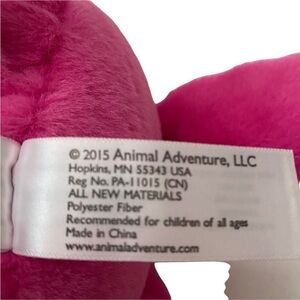 © 2015 Animal Adventure, LLC
Hopkins, MN 55343 USA
Reg No. PA-11015 (CN)
ALL NEW MATERIALS
Polyester Fiber
Recommended for children of all ages
Made in China
www.animaladventure.com